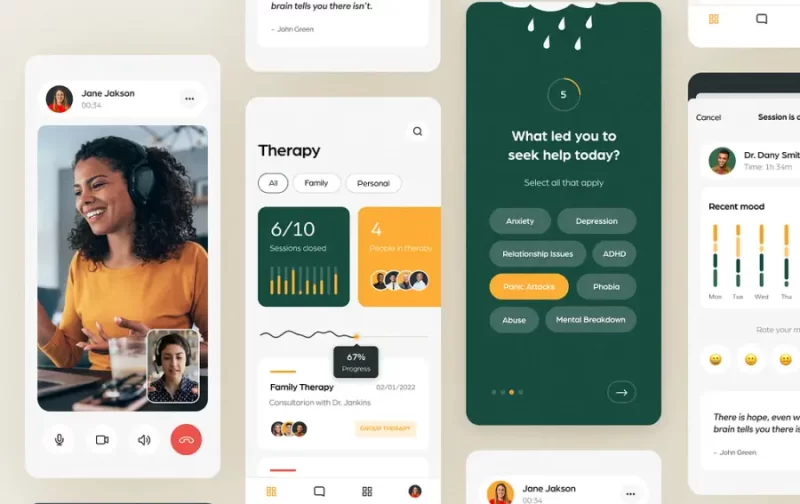 Jane Jakson
00:34
brain tells you there isn't.
- John Green
Therapy
All
Family
Personal
6/10
Sessions closed
4
People in therapy
67%
Progress
Family Therapy
02/01/2022
Consultorion with Dr. Jankins
GROUP THERAPY
5
What led you to
seek help today?
Select all that apply
Anxiety
Depression
Relationship Issues
ADHD
Panic Attacks
Phobia
Abuse
Mental Breakdown
Jane Jakson
00:34
Cancel
Session is
Dr. Dany Smit
Time: 1h 34m
Recent mood
Mon
Tue
Wed
Thu
Rate your m
There is hope, even w
brain tells you there is
- John Green